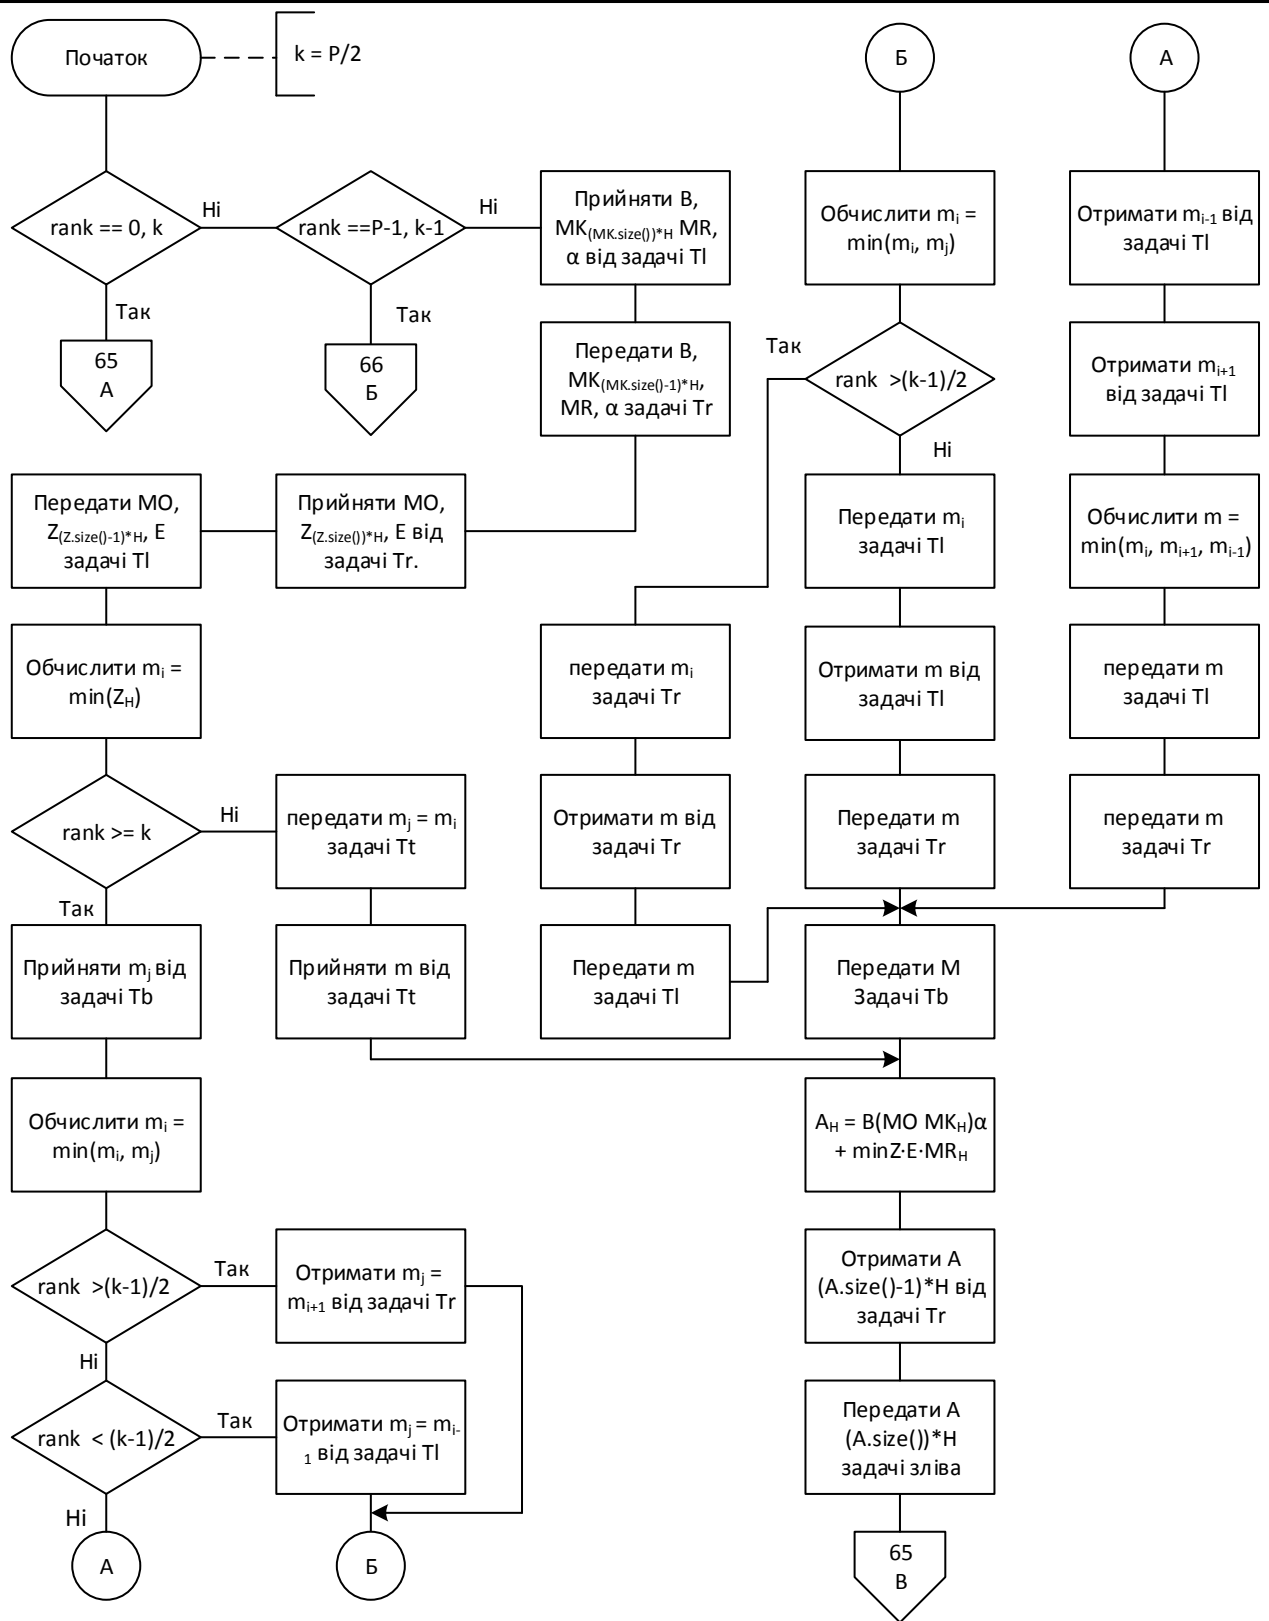 Початок
k = P/2
rank == 0, k
Ні
Так
65
А
rank ==P-1, k-1
Ні
Так
66
Б
Прийняти B,
MK(MK.size())*H MR,
α від задачі Tl
Передати B,
MK(MK.size()-1)*H,
MR, α задачі Tr
Прийняти MO,
Z(Z.size())*H, E від
задачі Tr.
Передати MO,
Z(Z.size()-1)*H, E
задачі Tl
Обчислити mi =
min(ZH)
rank >= k
Ні
Так
передати mj = mi
задачі Tt
Прийняти m від
задачі Tt
Прийняти mj від
задачі Tb
Обчислити mi =
min(mi, mj)
rank >(k-1)/2
Так
Ні
Отримати mj =
mi+1 від задачі Tr
rank < (k-1)/2
Так
Ні
Отримати mj = mi-
1 від задачі Tl
А
Б
Б
Обчислити mi =
min(mi, mj)
rank >(k-1)/2
Так
Ні
передати mi
задачі Tr
Отримати m від
задачі Tr
Передати m
задачі Tl
Передати mi
задачі Tl
Отримати m від
задачі Tl
Передати m
задачі Tr
Передати М
Задачі Tb
AH = B(MO MKH)α
+ minZ·E·MRH
Отримати А
(A.size()-1)*H від
задачі Tr
Передати А
(A.size())*H
задачі зліва
65
В
А
Отримати mi-1 від
задачі Tl
Отримати mi+1
від задачі Tl
Обчислити m =
min(mi, mi+1, mi-1)
передати m
задачі Tl
передати m
задачі Tr